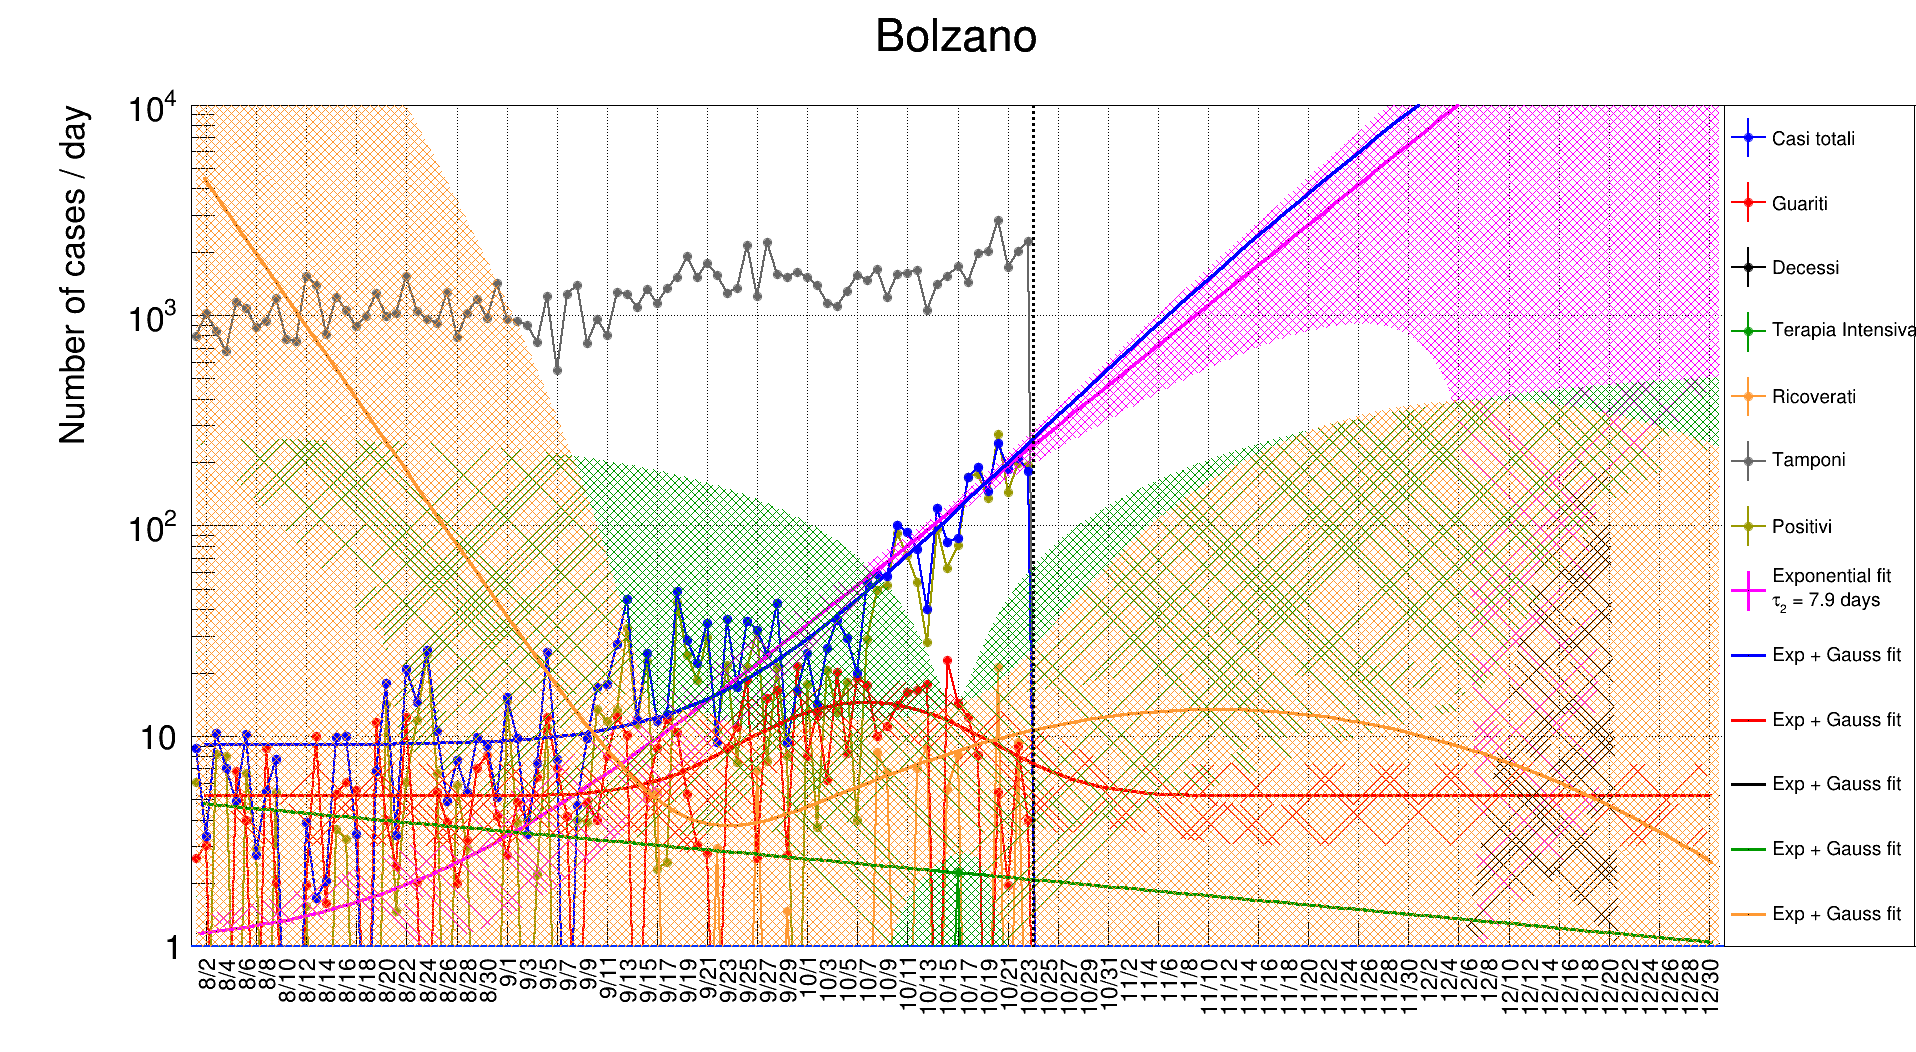 Bolzano
Number of cases / day
10⁴
10³
10²
10
1
8/2 8/4 8/6 8/8 8/10 8/12 8/14 8/16 8/18 8/20 8/22 8/24 8/26 8/28 8/30 9/1 9/3 9/5 9/7 9/9 9/11 9/13 9/15 9/17 9/19 9/21 9/23 9/25 9/27 9/29 10/1 10/3 10/5 10/7 10/9 10/11 10/13 10/15 10/17 10/19 10/21 10/23 10/25 10/27 10/29 10/31 11/2 11/4 11/6 11/8 11/10 11/12 11/14 11/16 11/18 11/20 11/22 11/24 11/26 11/28 11/30 12/2 12/4 12/6 12/8 12/10 12/12 12/14 12/16 12/18 12/20 12/22 12/24 12/26 12/28 12/30
Casi totali
Guariti
Decessi
Terapia Intensiva
Ricoverati
Tamponi
Positivi
Exponential fit
τ₂ = 7.9 days
Exp + Gauss fit
Exp + Gauss fit
Exp + Gauss fit
Exp + Gauss fit
Exp + Gauss fit